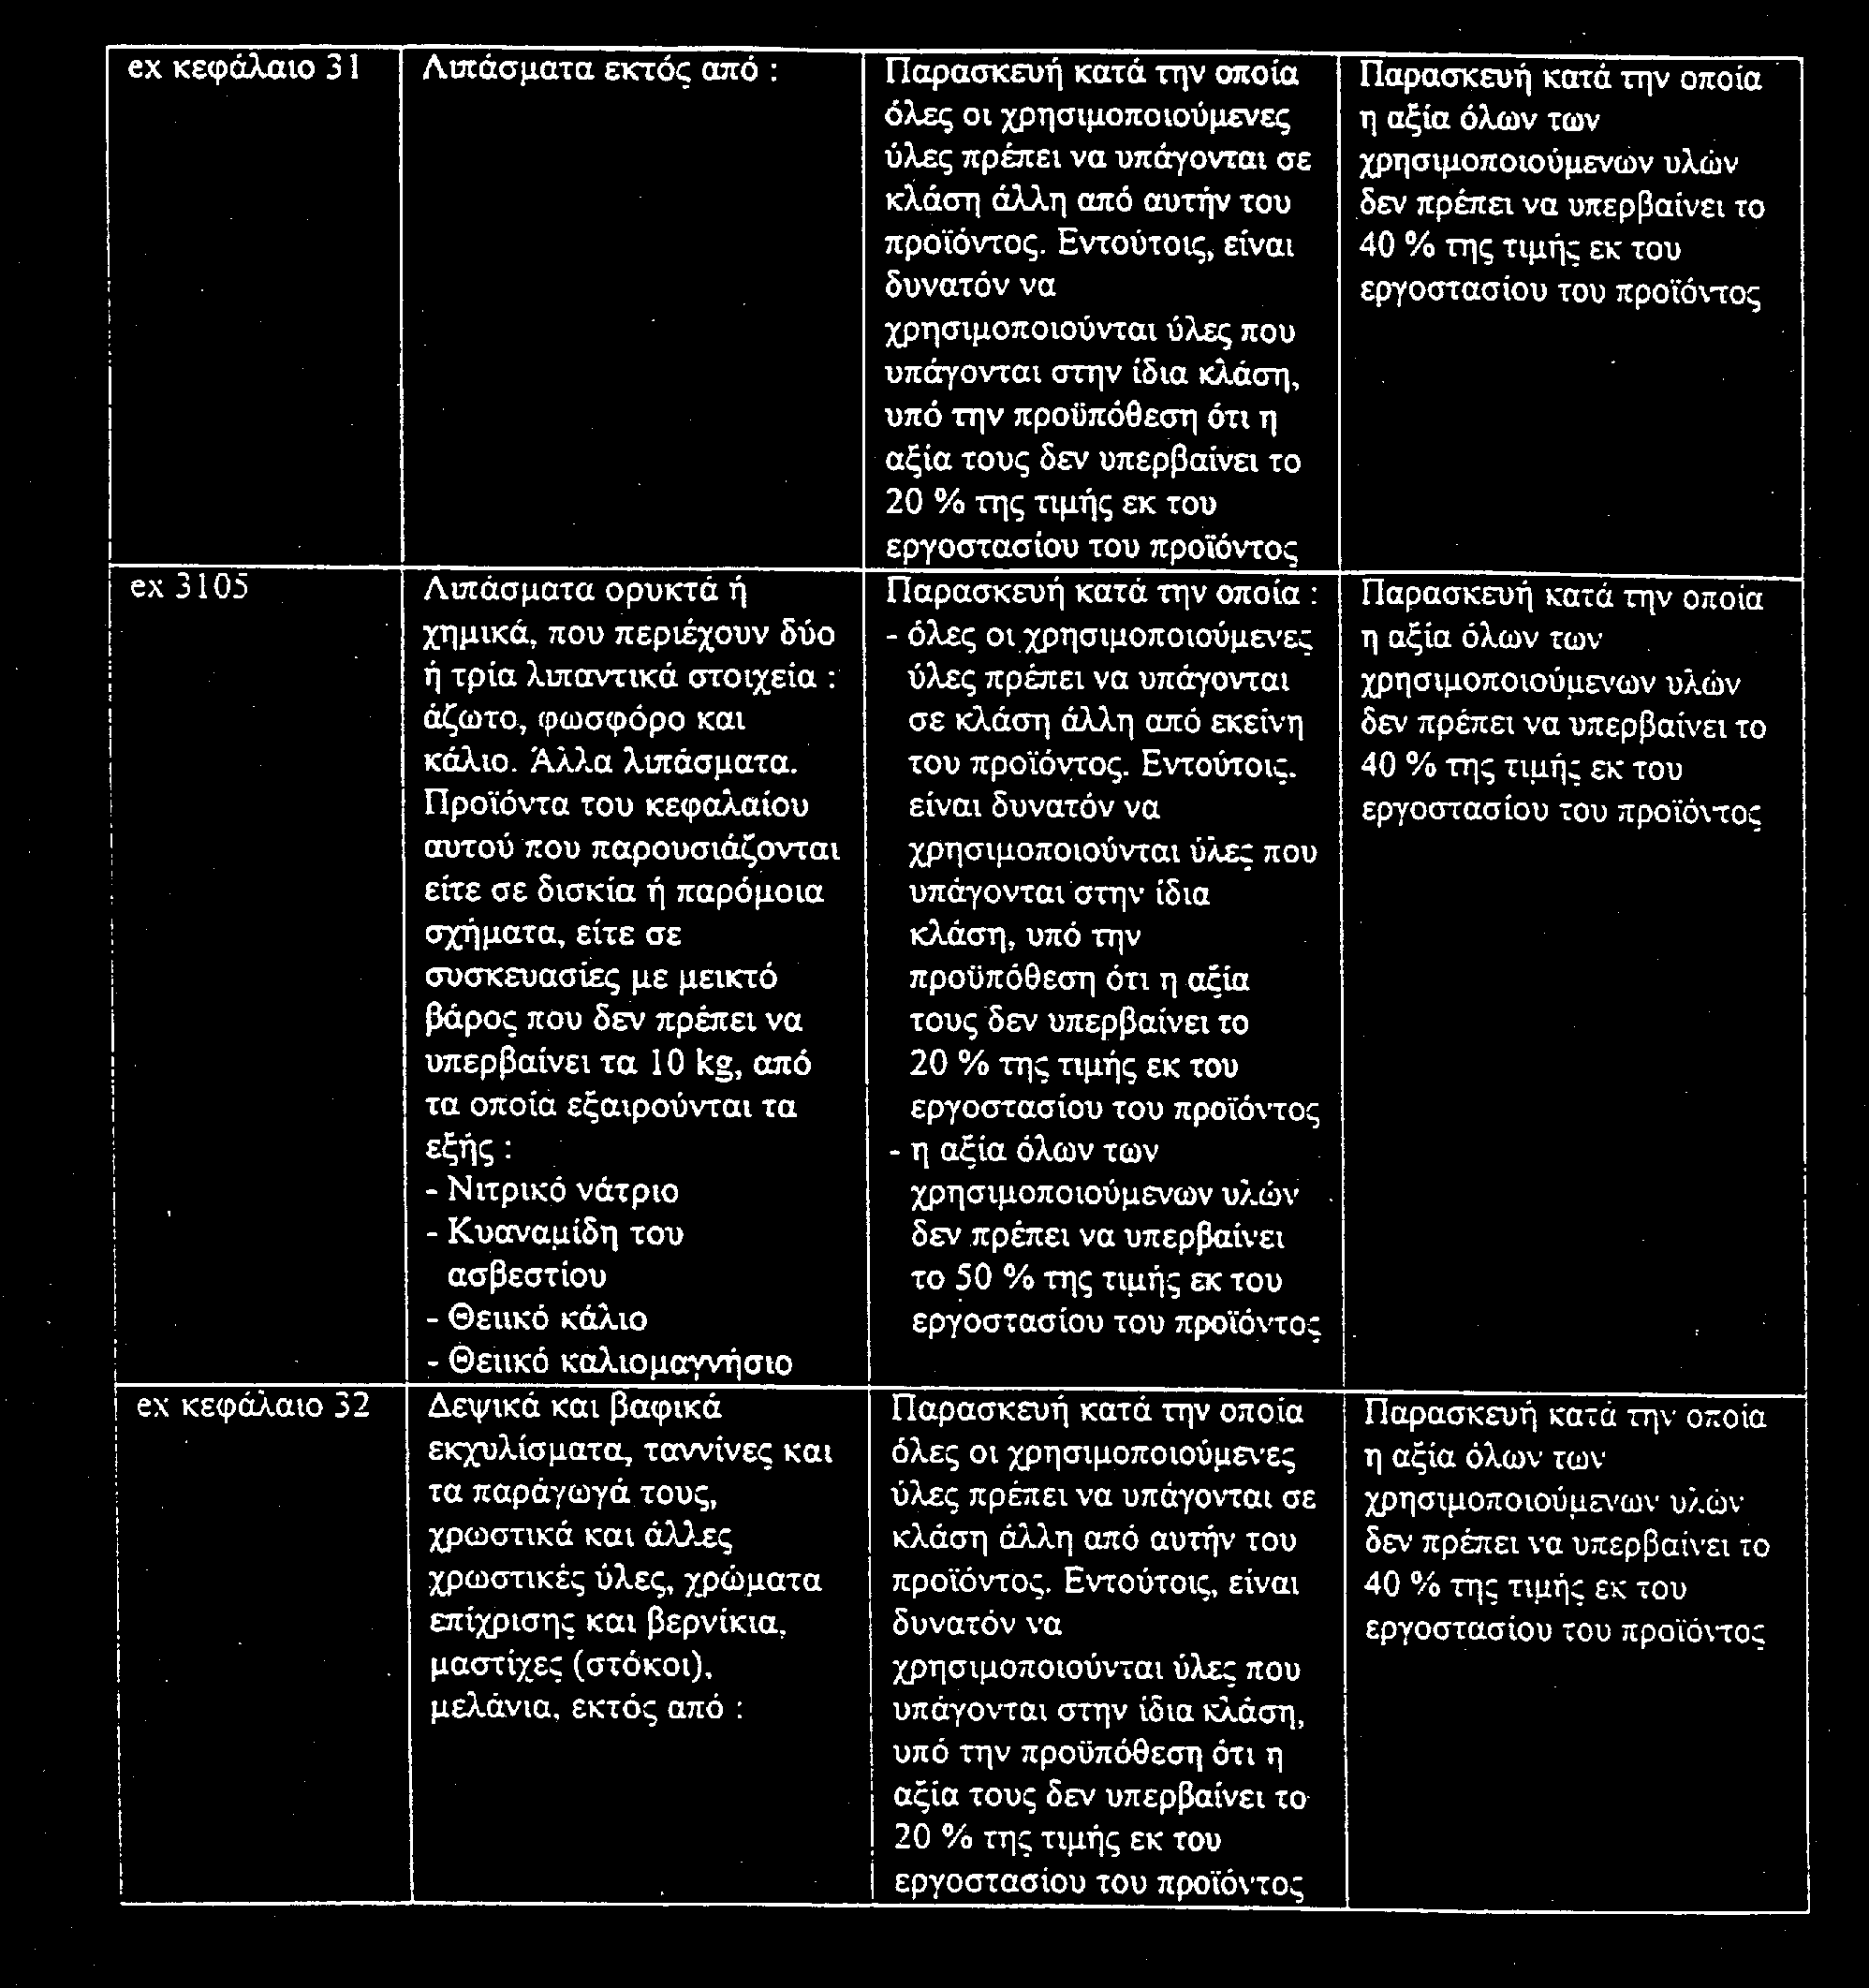 ex κεφάλαιο 31
Λιπάσματα εκτός από :
Παρασκευή κατά την οποία
όλες οι χρησιμοποιούμενες
ύλες πρέπει να υπάγονται σε
κλάση άλλη από αυτήν του
προϊόντος. Εντούτοις, είναι
δυνατόν να
χρησιμοποιούνται ύλες που
υπάγονται στην ίδια κλάση,
υπό την προϋπόθεση ότι η
αξία τους δεν υπερβαίνει το
20 % της τιμής εκ του
εργοστασίου του προϊόντος
Παρασκευή κατά την οποία
η αξία όλων των
χρησιμοποιούμενων υλών
δεν πρέπει να υπερβαίνει το
40 % της τιμής εκ του
εργοστασίου του προϊόντος
ex 3105
Λιπάσματα ορυκτά ή
χημικά, που περιέχουν δύο
ή τρία λιπαντικά στοιχεία :
άζωτο, φωσφόρο και
κάλιο. Άλλα λιπάσματα.
Προϊόντα του κεφαλαίου
αυτού που παρουσιάζονται
είτε σε δισκία ή παρόμοια
σχήματα, είτε σε
συσκευασίες με μεικτό
βάρος που δεν πρέπει να
υπερβαίνει τα 10 kg, από
τα οποία εξαιρούνται τα
εξής :
- Νιτρικό νάτριο
- Κυαναμίδη του
ασβεστίου
- Θειικό κάλιο
- Θειικό καλιομαγνήσιο
Παρασκευή κατά την οποία :
- όλες οι χρησιμοποιούμενες
ύλες πρέπει να υπάγονται
σε κλάση άλλη από εκείνη
του προϊόντος. Εντούτοις,
είναι δυνατόν να
χρησιμοποιούνται ύλες που
υπάγονται στην ίδια
κλάση, υπό την
προϋπόθεση ότι η αξία
τους δεν υπερβαίνει το
20 % της τιμής εκ του
εργοστασίου του προϊόντος
- η αξία όλων των
χρησιμοποιούμενων υλών
δεν πρέπει να υπερβαίνει
το 50 % της τιμής εκ του
εργοστασίου του προϊόντος
Παρασκευή κατά την οποία
η αξία όλων των
χρησιμοποιούμενων υλών
δεν πρέπει να υπερβαίνει το
40 % της τιμής εκ του
εργοστασίου του προϊόντος
ex κεφάλαιο 32
Δεψικά και βαφικά
εκχυλίσματα, ταννίνες και
τα παράγωγά τους,
χρωστικά και άλλες
χρωστικές ύλες, χρώματα
επίχρισης και βερνίκια,
μαστίχες (στόκοι),
μελάνια, εκτός από :
Παρασκευή κατά την οποία
όλες οι χρησιμοποιούμενες
ύλες πρέπει να υπάγονται σε
κλάση άλλη από αυτήν του
προϊόντος. Εντούτοις, είναι
δυνατόν να
χρησιμοποιούνται ύλες που
υπάγονται στην ίδια κλάση,
υπό την προϋπόθεση ότι η
αξία τους δεν υπερβαίνει το
20 % της τιμής εκ του
εργοστασίου του προϊόντος
Παρασκευή κατά την οποία
η αξία όλων των
χρησιμοποιούμενων υλών
δεν πρέπει να υπερβαίνει το
40 % της τιμής εκ του
εργοστασίου του προϊόντος